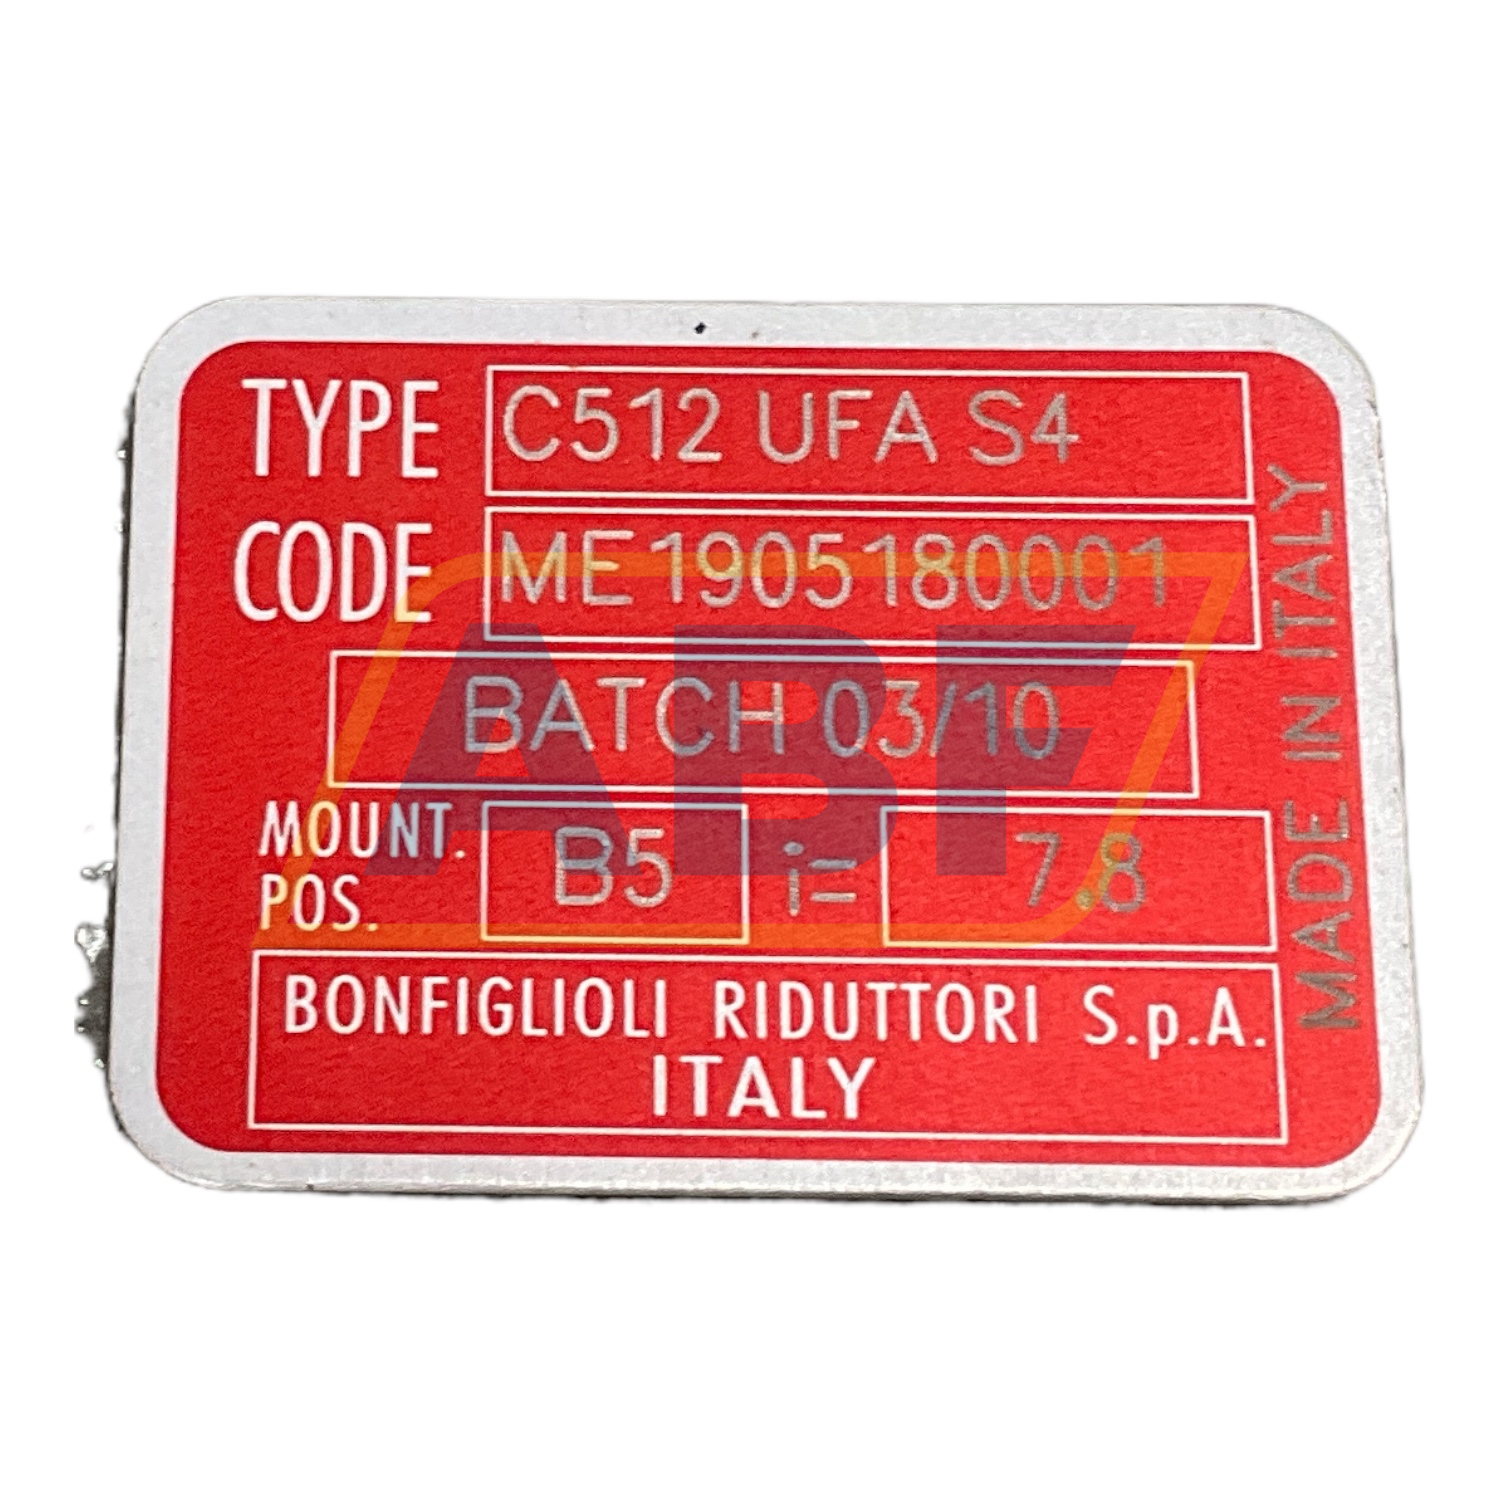 TYPE C512 UFA S4
CODE ME1905180001
BATCH 03/10
MOUNT. POS. B5 i= 7.8
BONFIGLIOLI RIDUTTORI S.p.A.
ITALY
MADE IN ITALY
ABF